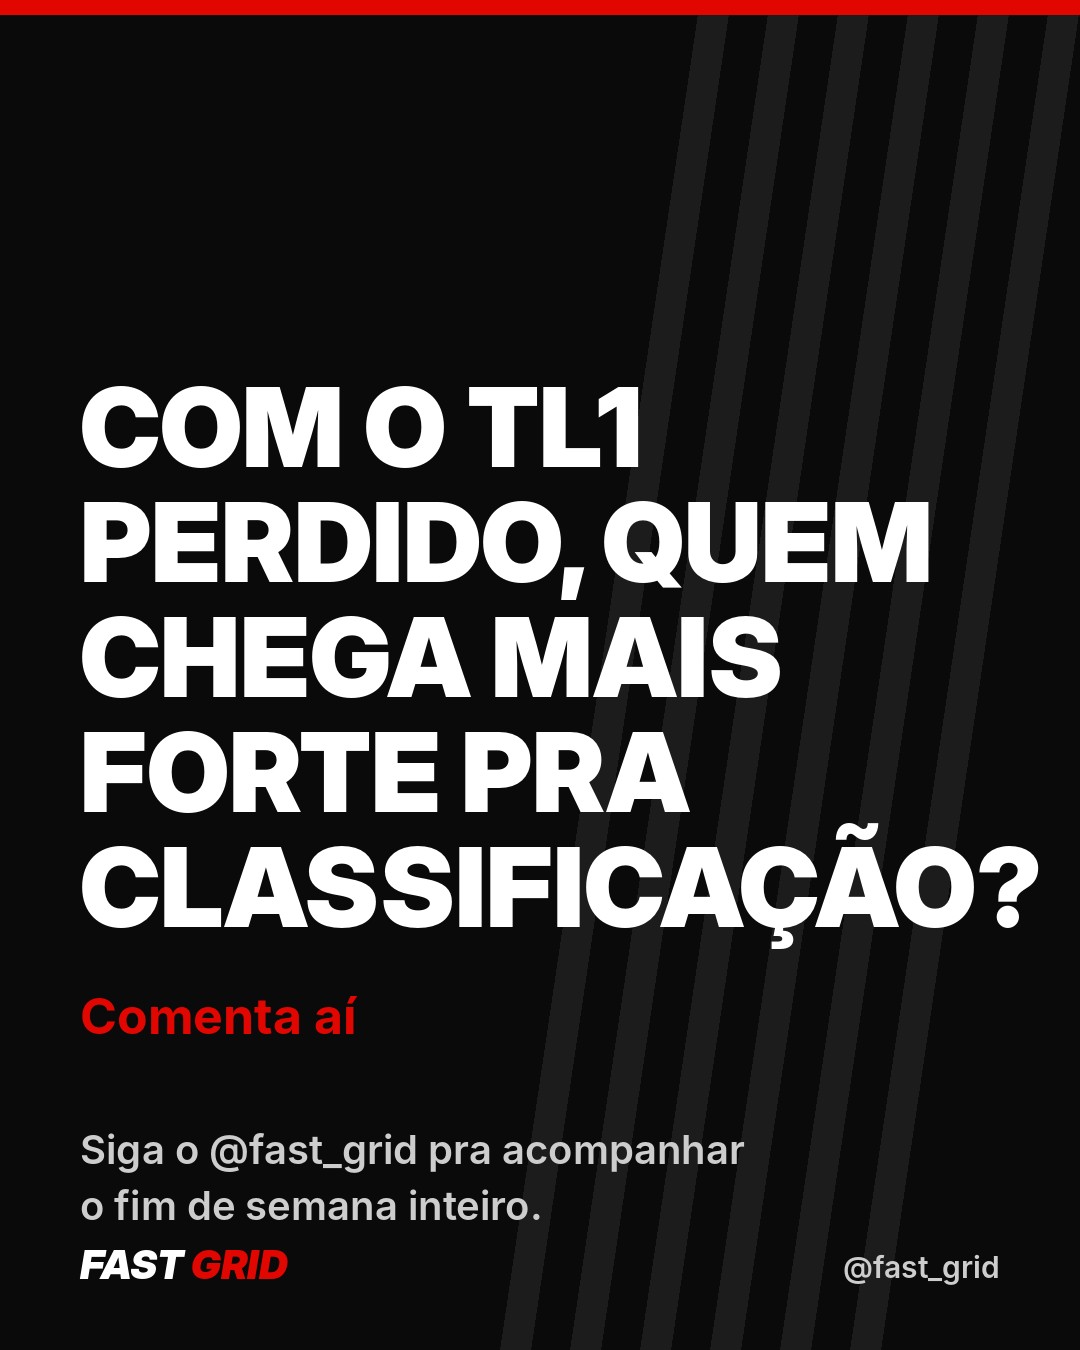 COM O TL1
PERDIDO, QUEM
CHEGA MAIS
FORTE PRA
CLASSIFICAÇÃO?
Comenta aí
Siga o @fast_grid pra acompanhar
o fim de semana inteiro.
FAST GRID
@fast_grid